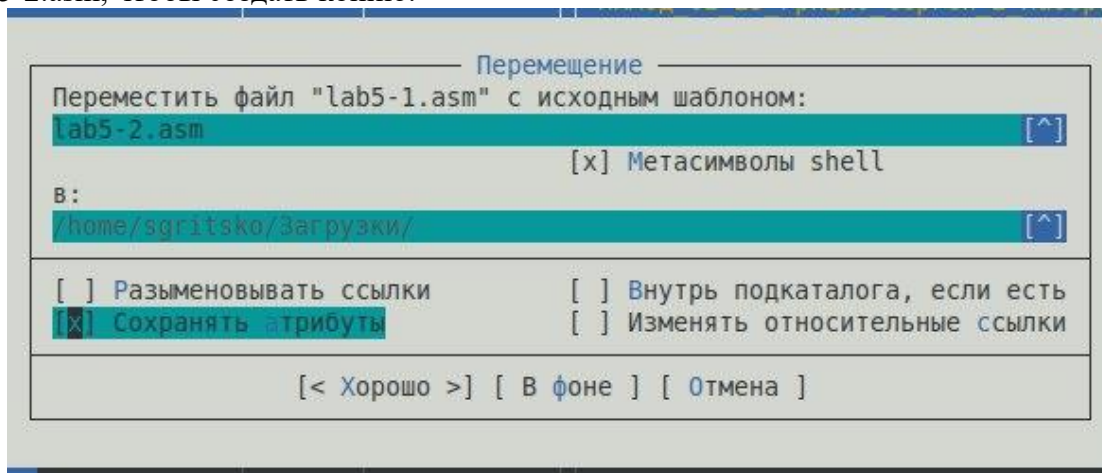 Перемещение
Переместить файл "lab5-1.asm" с исходным шаблоном:
lab5-2.asm [^]
[x] Метасимволы shell
в:
/home/sgritsko/Загрузки/ [^]
[ ] Разыменовывать ссылки [ ] Внутрь подкаталога, если есть
[x] Сохранять атрибуты [ ] Изменять относительные ссылки
[< Хорошо >] [ В фоне ] [ Отмена ]